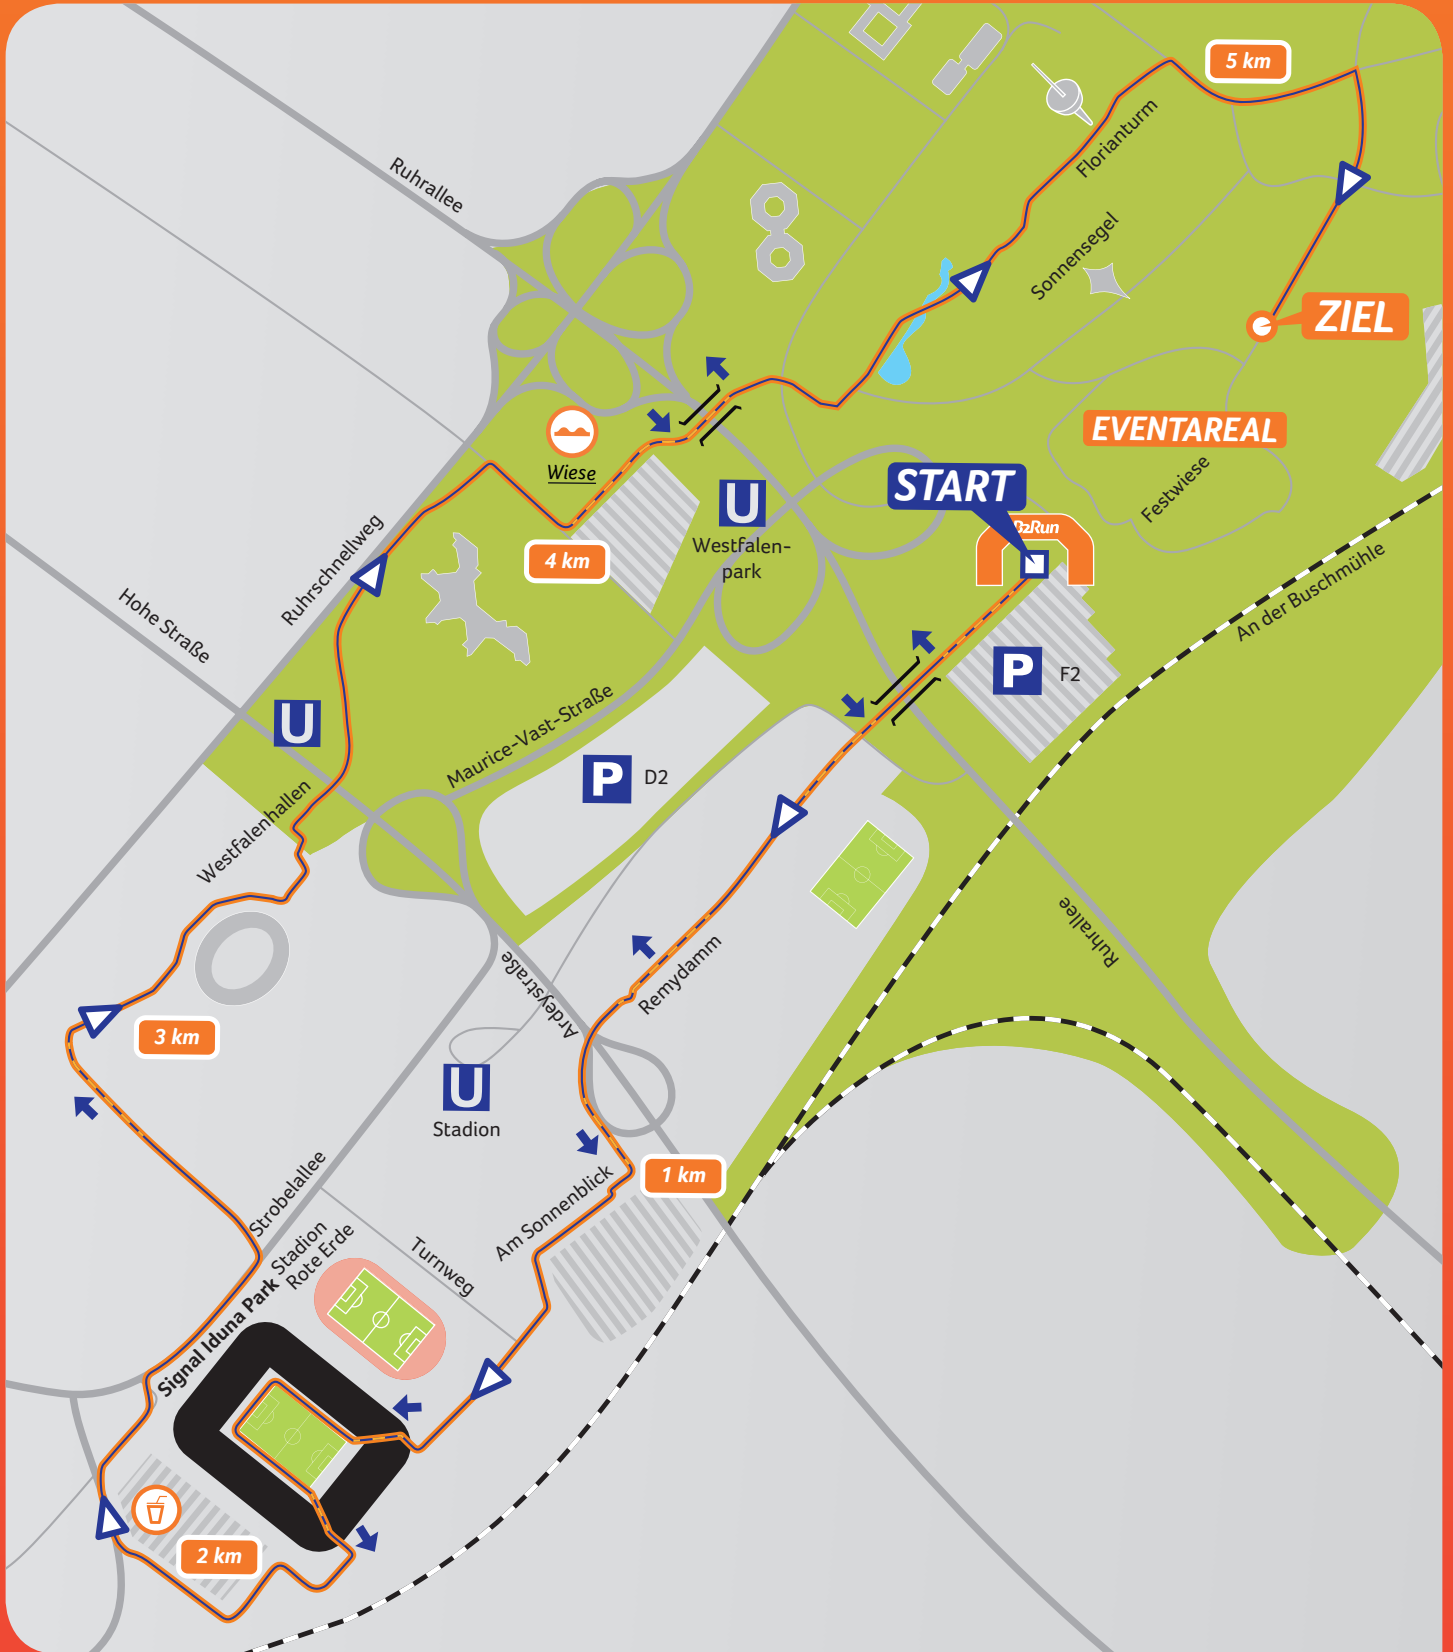 5 km
Florianturm
Ruhrallee
Sonnensegel
ZIEL
EVENTAREAL
Wiese
START
B2Run
Festwiese
U
Westfalen-
park
Ruhrschnellweg
4 km
An der Buschmühle
Hohe Straße
P
F2
U
Maurice-Vast-Straße
P
D2
Westfalenhallen
Ruhrallee
Remydamm
Ardeystraße
3 km
U
Stadion
1 km
Strobelallee
Am Sonnenblick
Stadion
Rote Erde
Turnweg
Signal Iduna Park
2 km